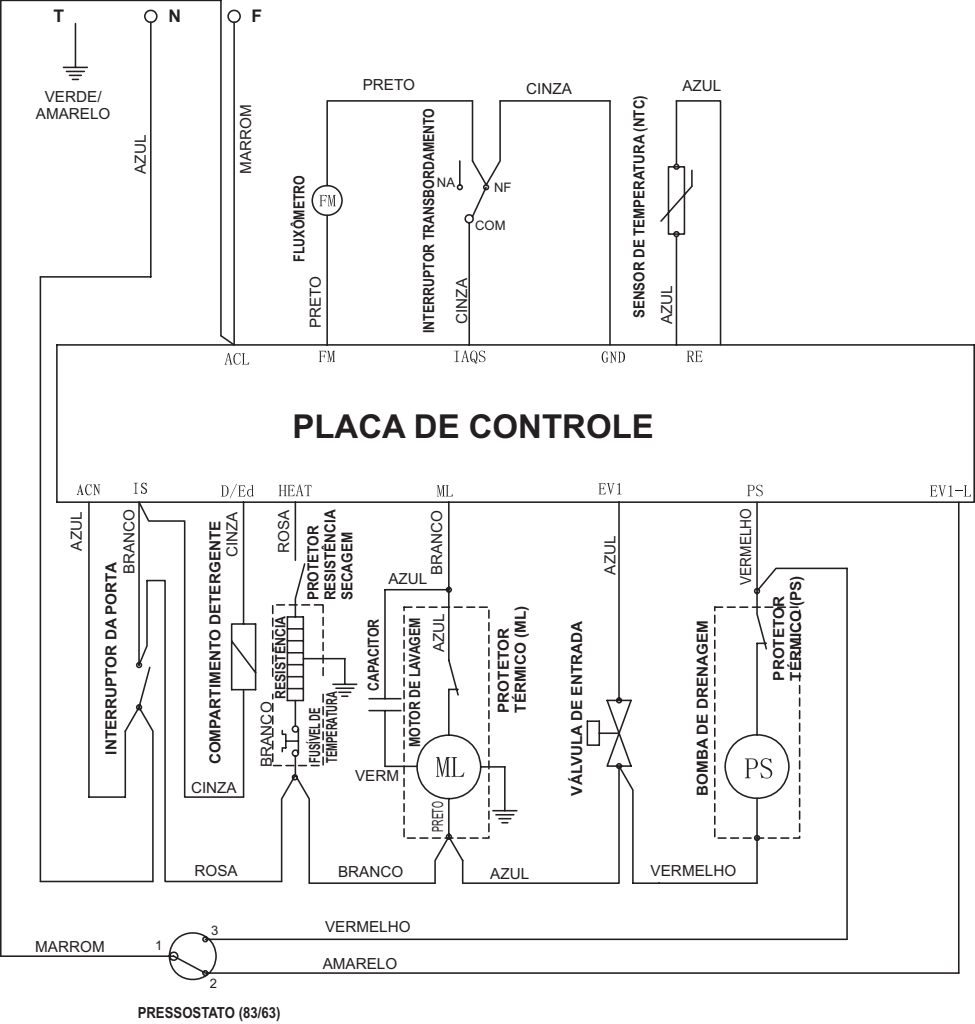 T
N
F
VERDE/
AMARELO
AZUL
MARROM
PRETO
CINZA
AZUL
FLUXÔMETRO
FM
INTERRUPTOR TRANSBORDAMENTO
NA
NF
COM
SENSOR DE TEMPERATURA (NTC)
PRETO
CINZA
AZUL
ACL
FM
IAQS
GND
RE
PLACA DE CONTROLE
ACN
IS
D/Ed
HEAT
ML
EV1
PS
EV1-L
AZUL
BRANCO
CINZA
ROSA
BRANCO
AZUL
VERMELHO
INTERRUPTOR DA PORTA
COMPARTIMENTO DETERGENTE
PROTETOR
RESISTÊNCIA
SECAGEM
RESISTÊNCIA
BRANCO
FUSÍVEL DE
TEMPERATURA
AZUL
CAPACITOR
MOTOR DE LAVAGEM
AZUL
PROTETOR
TÉRMICO (ML)
VÁLVULA DE ENTRADA
BOMBA DE DRENAGEM
PROTETOR
TÉRMICO (PS)
VERM
ML
PS
CINZA
PRETO
ROSA
BRANCO
AZUL
VERMELHO
VERMELHO
MARROM
1
3
2
AMARELO
PRESSOSTATO (83/63)